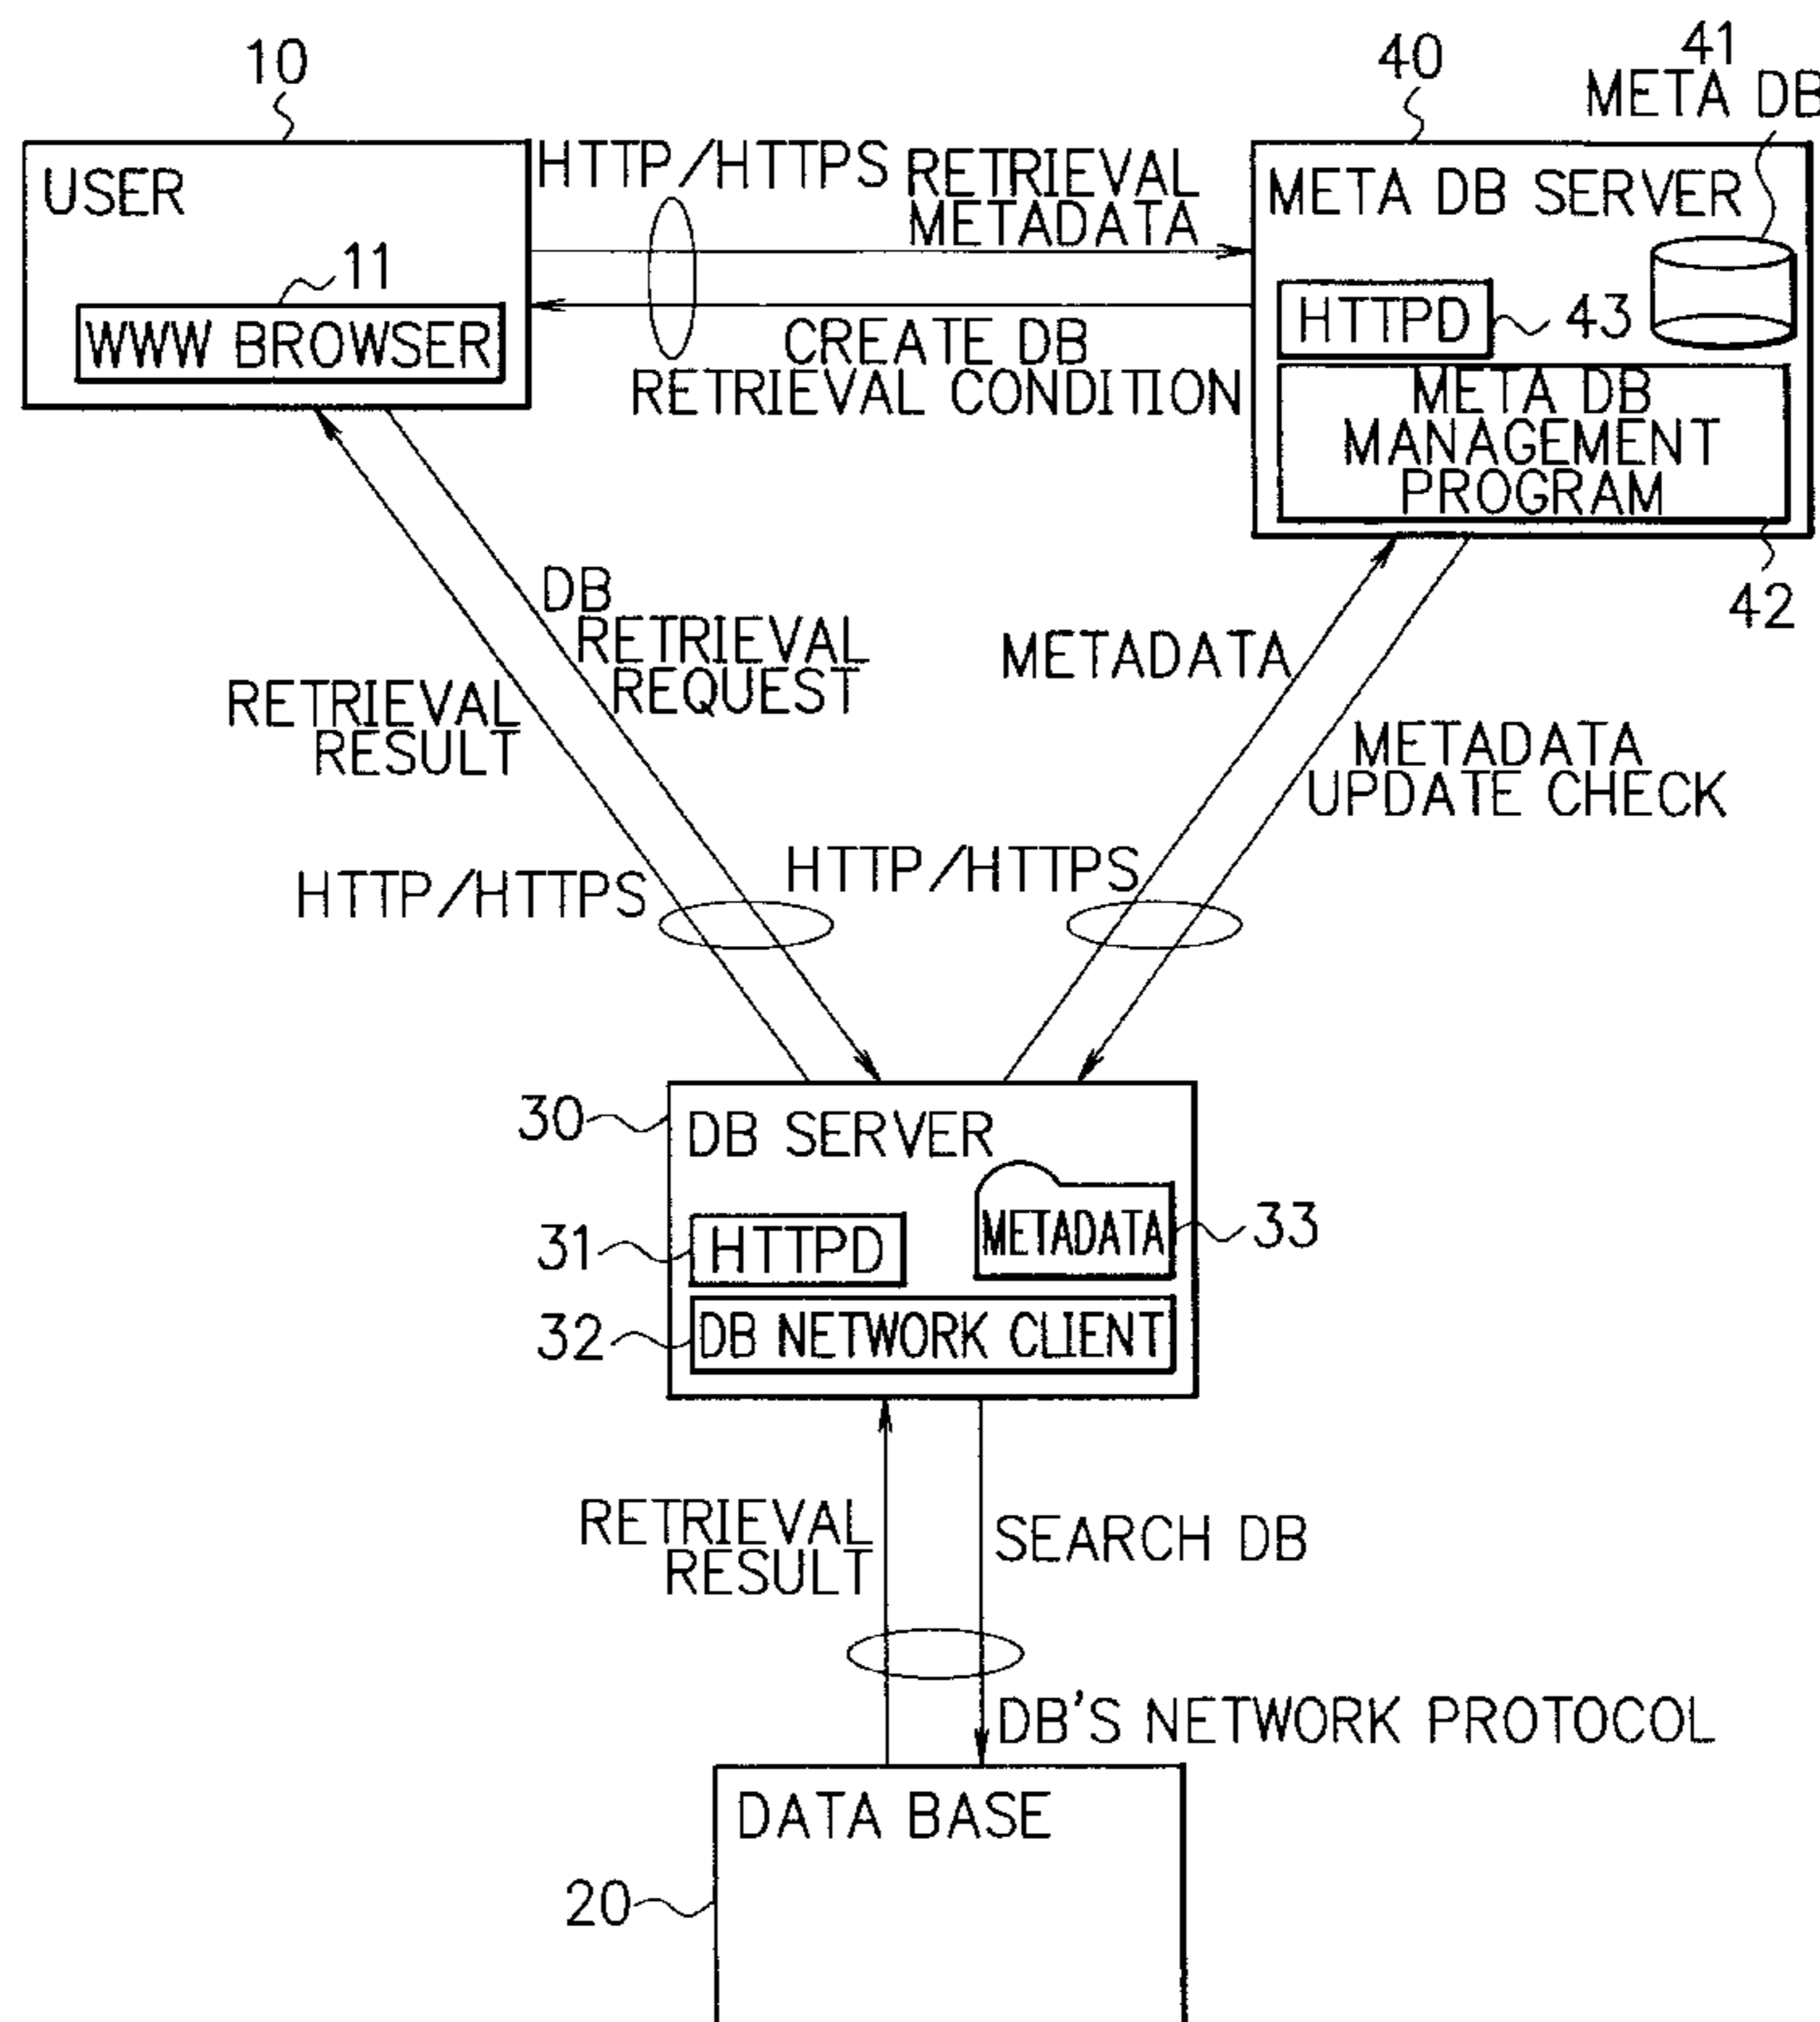 10
40
41
META DB
USER
HTTP/HTTPS
RETRIEVAL
METADATA
META DB SERVER
11
WWW BROWSER
CREATE DB
RETRIEVAL CONDITION
HTTPD
43
META DB
MANAGEMENT
PROGRAM
42
DB
RETRIEVAL
REQUEST
RETRIEVAL
RESULT
METADATA
METADATA
UPDATE CHECK
HTTP/HTTPS
HTTP/HTTPS
30
DB SERVER
31
HTTPD
METADATA
33
32
DB NETWORK CLIENT
RETRIEVAL
RESULT
SEARCH DB
DB'S NETWORK PROTOCOL
DATA BASE
20